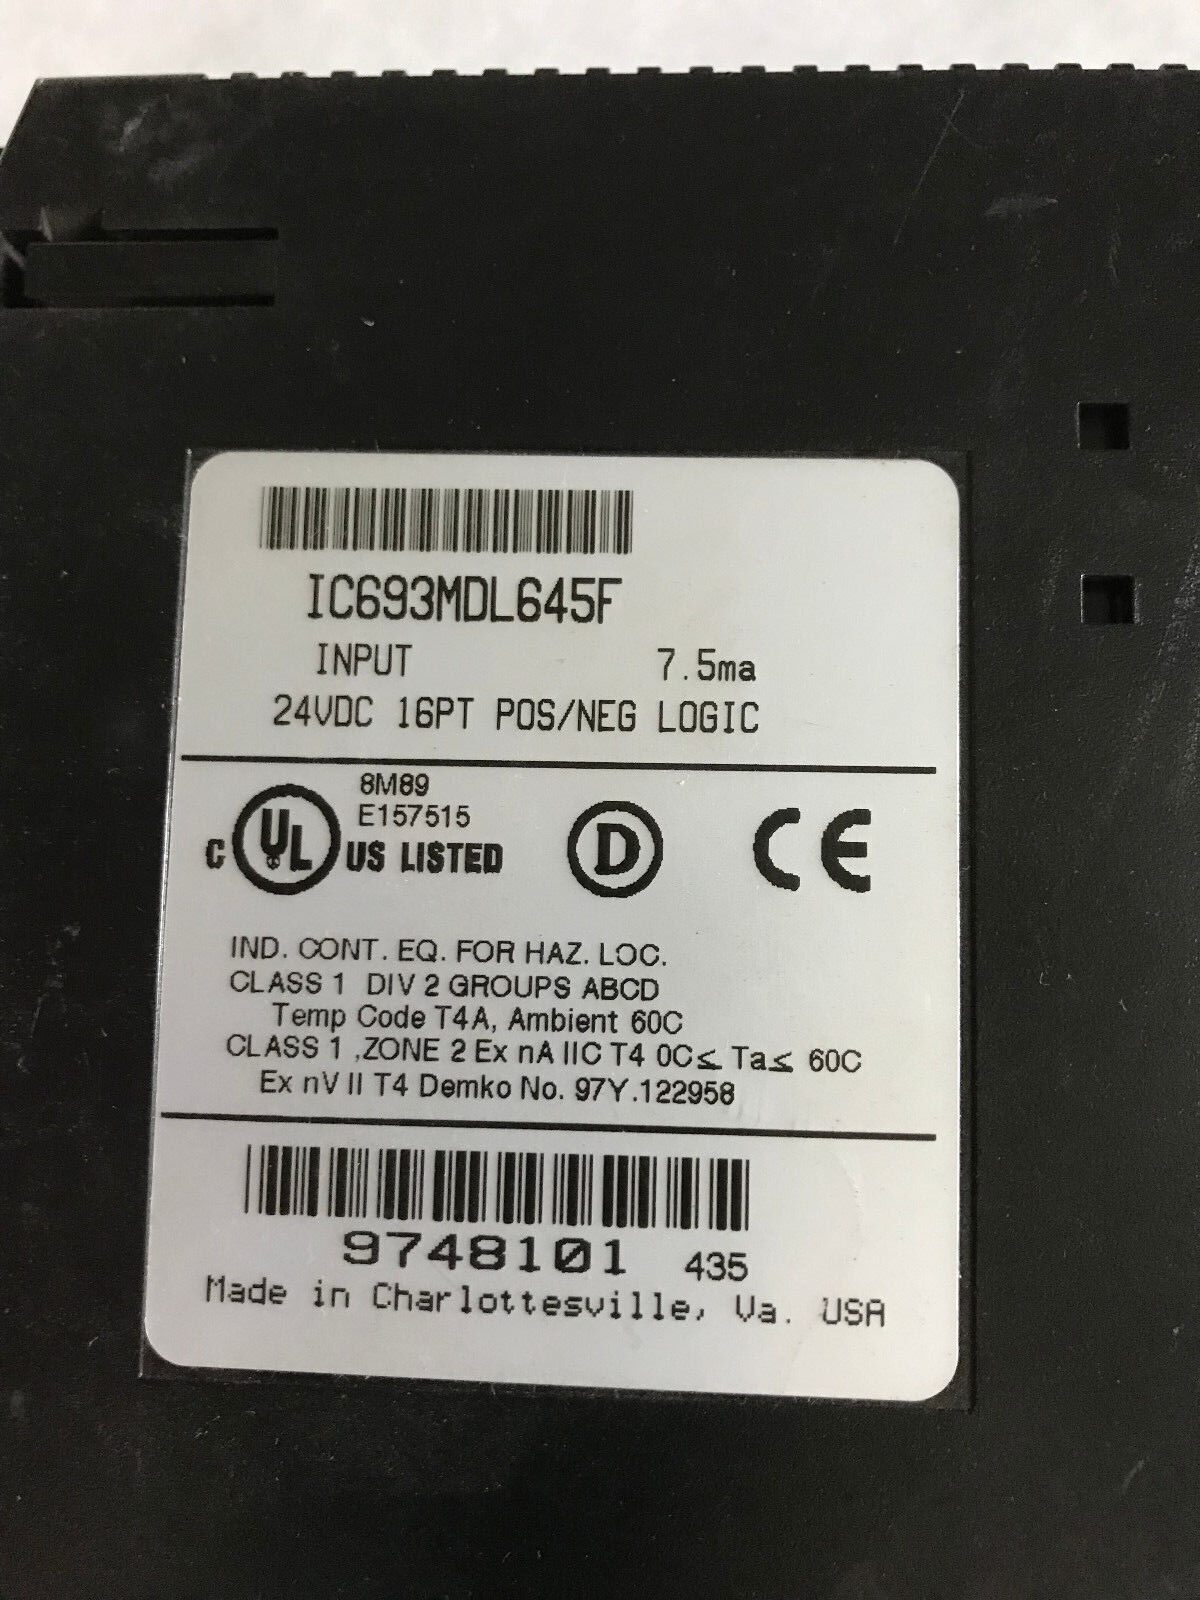 IC693MDL645F
INPUT 7.5ma
24VDC 16PT POS/NEG LOGIC
8M89
E157515
C UL US LISTED D CE
IND. CONT. EQ. FOR HAZ. LOC.
CLASS 1 DIV 2 GROUPS ABCD
Temp Code T4A, Ambient 60C
CLASS 1 ,ZONE 2 Ex nA IIC T4 0C≤ Ta≤ 60C
Ex nV II T4 Demko No. 97Y.122958
9748101 435
Made in Charlottesville, Va. USA